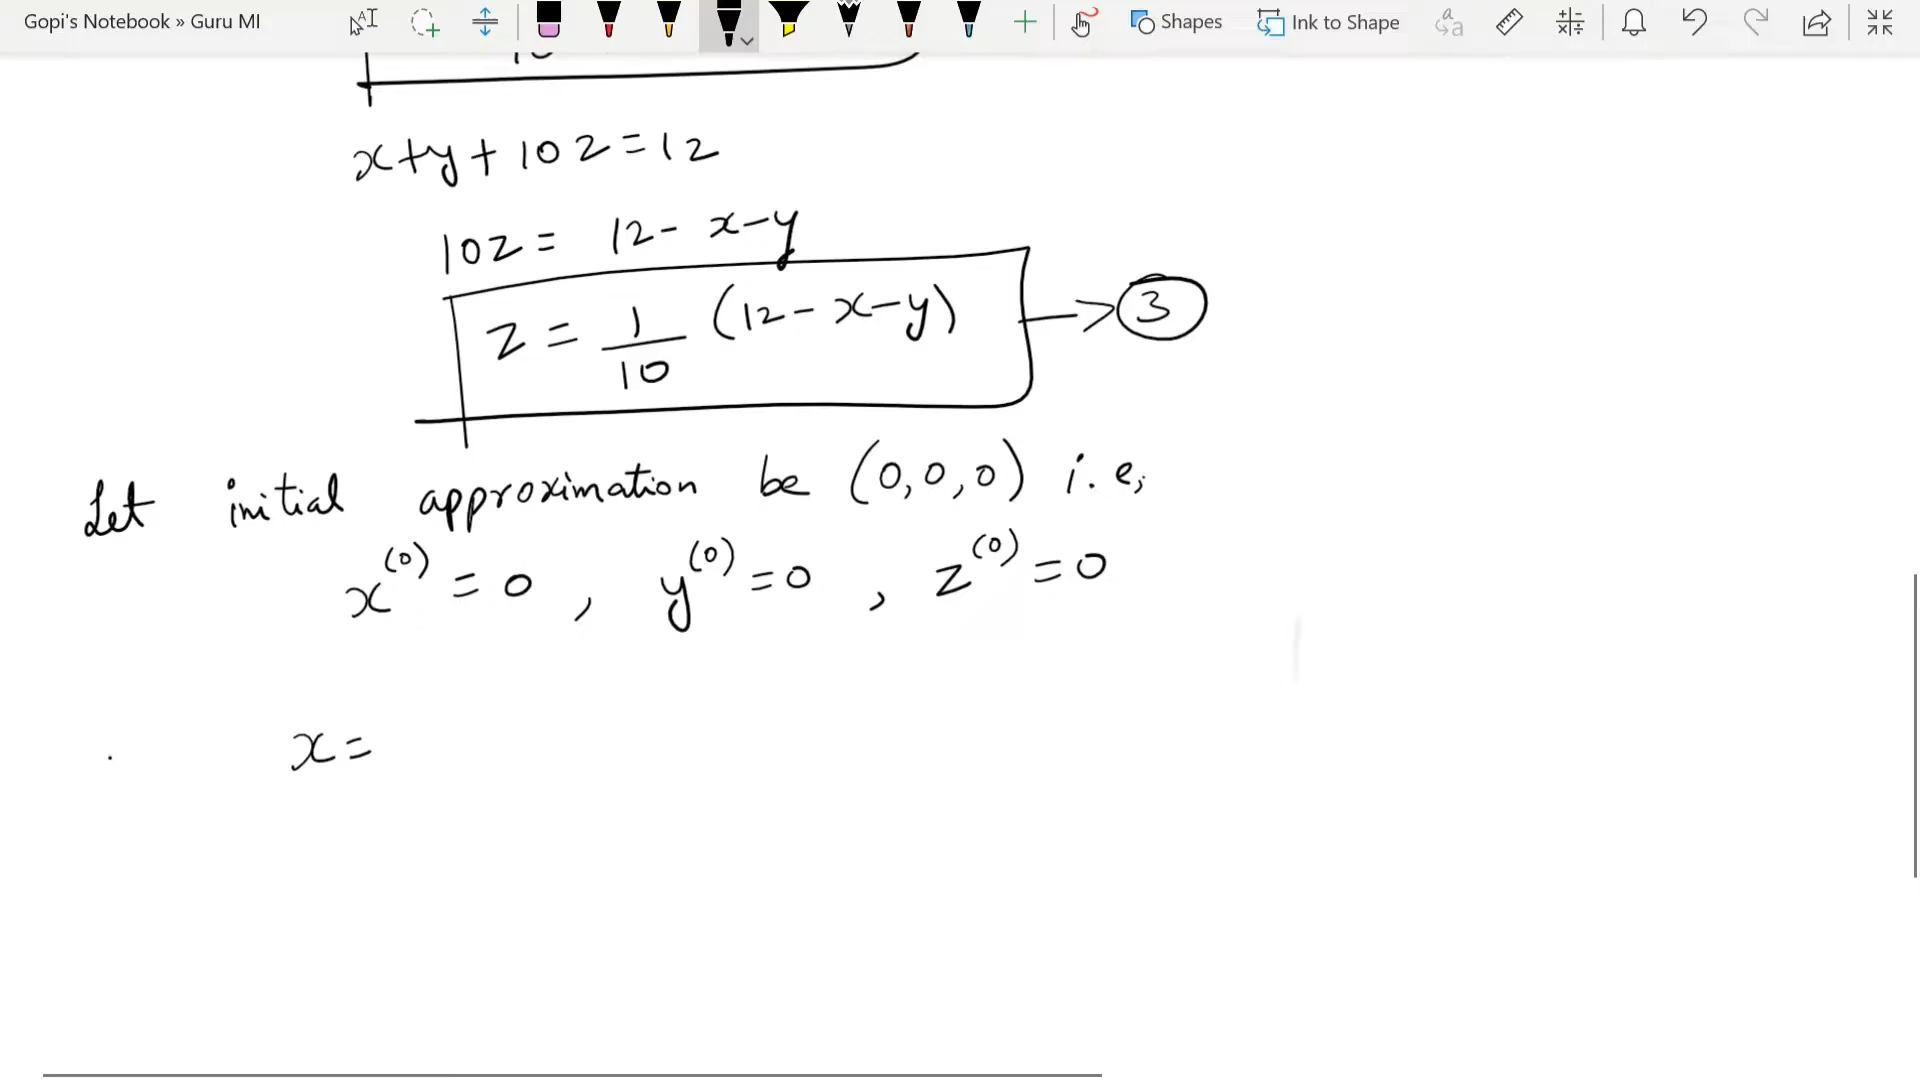 Gopi's Notebook » Guru MI
Shapes
Ink to Shape
10
x+y+10z=12
10z= 12- x-y
z = 1/10 (12-x-y) → 3
Let initial approximation be (0,0,0) i.e,
x^(0) = 0 , y^(0) = 0 , z^(0) = 0
x =